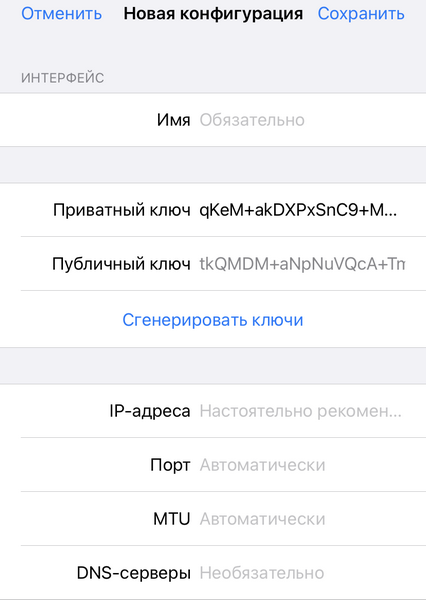 Отменить Новая конфигурация Сохранить
ИНТЕРФЕЙС
Имя Обязательно
Приватный ключ qKeM+akDXPxSnC9+M...
Публичный ключ tkQMDM+aNpNuVQcA+Tm
Сгенерировать ключи
IP-адреса Настоятельно рекомен...
Порт Автоматически
MTU Автоматически
DNS-серверы Необязательно